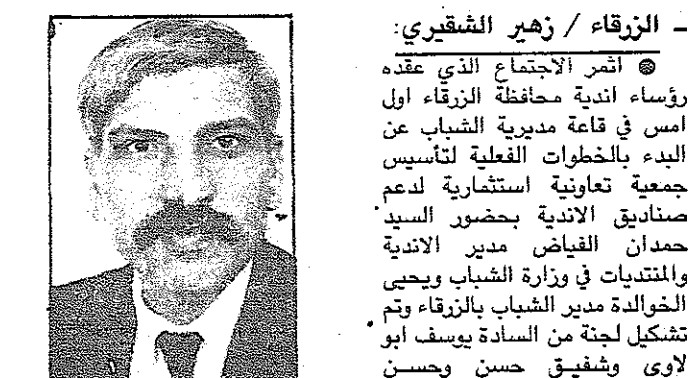 ـ الزرقاء / زهير الشقيري:
● اثمر الاجتماع الذي عقده
رؤساء اندية محافظة الزرقاء اول
امس في قاعة مديرية الشباب عن
البدء بالخطوات الفعلية لتأسيس
جمعية تعاونية استثمارية لدعم
صناديق الاندية بحضور السيد
حمدان الفياض مدير الاندية
والمنتديات في وزارة الشباب ويحيى
الخوالدة مدير الشباب بالزرقاء وتم
تشكيل لجنة من السادة يوسف ابو
لاوى وشفيق حسن وحسن